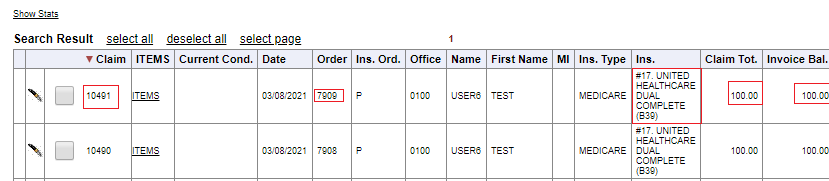 Show Stats
Search Result select all deselect all select page 1
Claim ITEMS Current Cond. Date Order Ins. Ord. Office Name First Name MI Ins. Type Ins. Claim Tot. Invoice Bal.
10491 ITEMS 03/08/2021 7909 P 0100 USER6 TEST MEDICARE #17. UNITED HEALTHCARE DUAL COMPLETE (B39) 100.00 100.00
10490 ITEMS 03/08/2021 7908 P 0100 USER6 TEST MEDICARE #17. UNITED HEALTHCARE DUAL COMPLETE (B39) 100.00 100.00